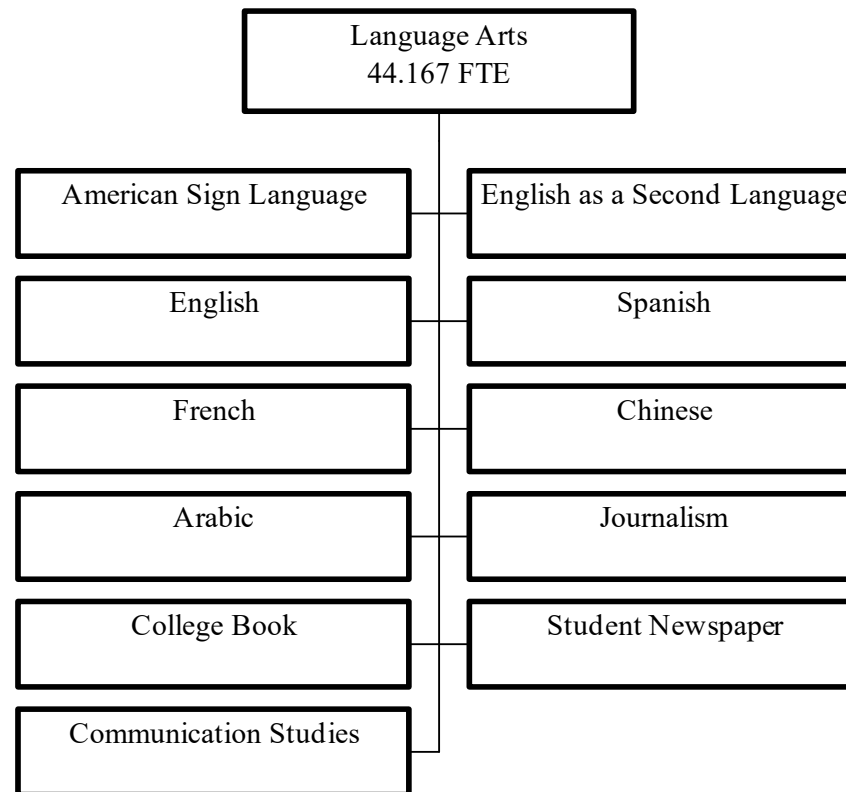 Language Arts
44.167 FTE
American Sign Language
English as a Second Language
English
Spanish
French
Chinese
Arabic
Journalism
College Book
Student Newspaper
Communication Studies